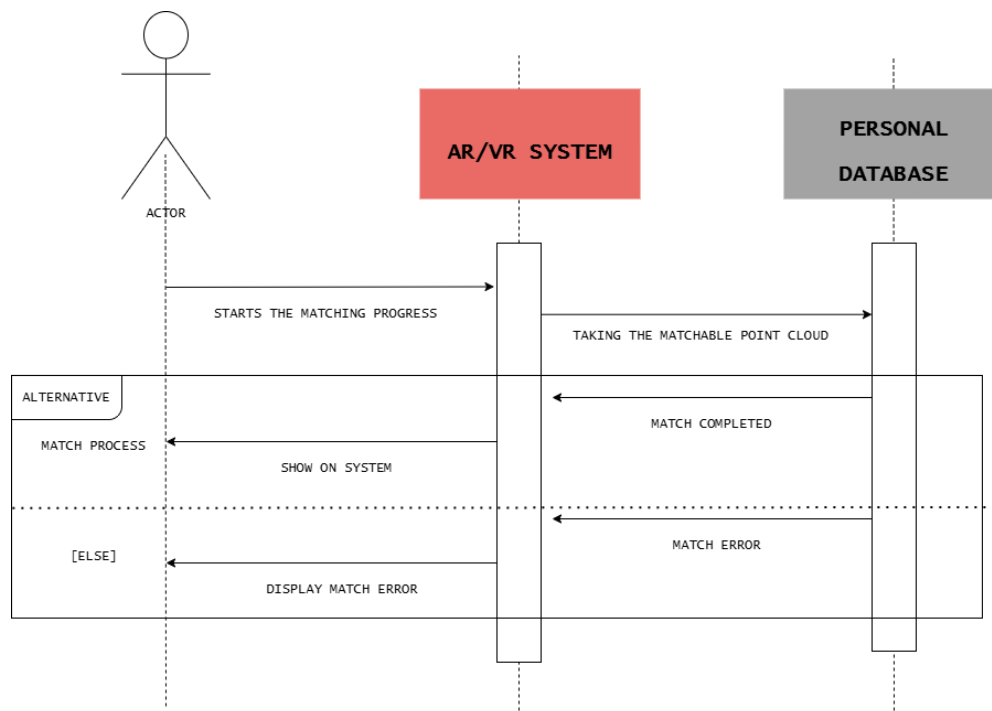 ACTOR
AR/VR SYSTEM
PERSONAL
DATABASE
STARTS THE MATCHING PROGRESS
TAKING THE MATCHABLE POINT CLOUD
ALTERNATIVE
MATCH COMPLETED
MATCH PROCESS
SHOW ON SYSTEM
MATCH ERROR
[ELSE]
DISPLAY MATCH ERROR